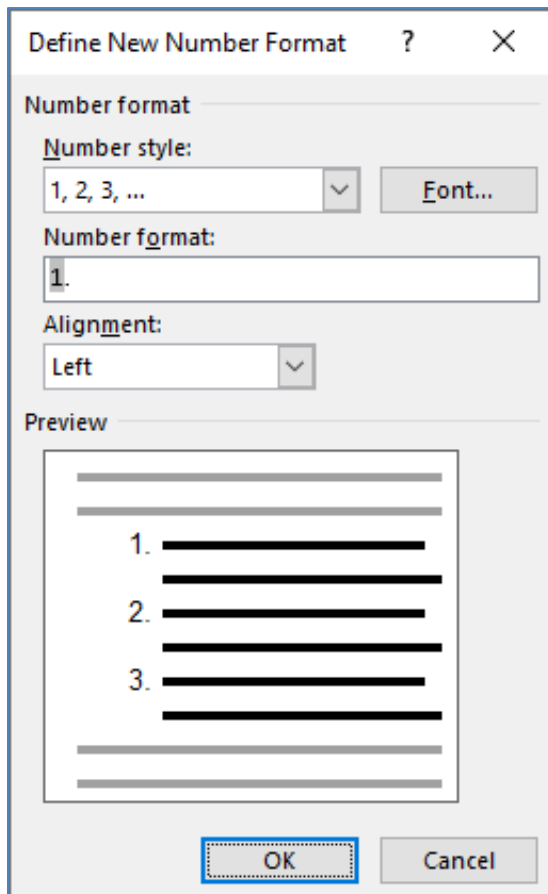 Define New Number Format ?
Number format
Number style:
1, 2, 3, ...
Font...
Number format:
1.
Alignment:
Left
Preview
1.
2.
3.
OK Cancel